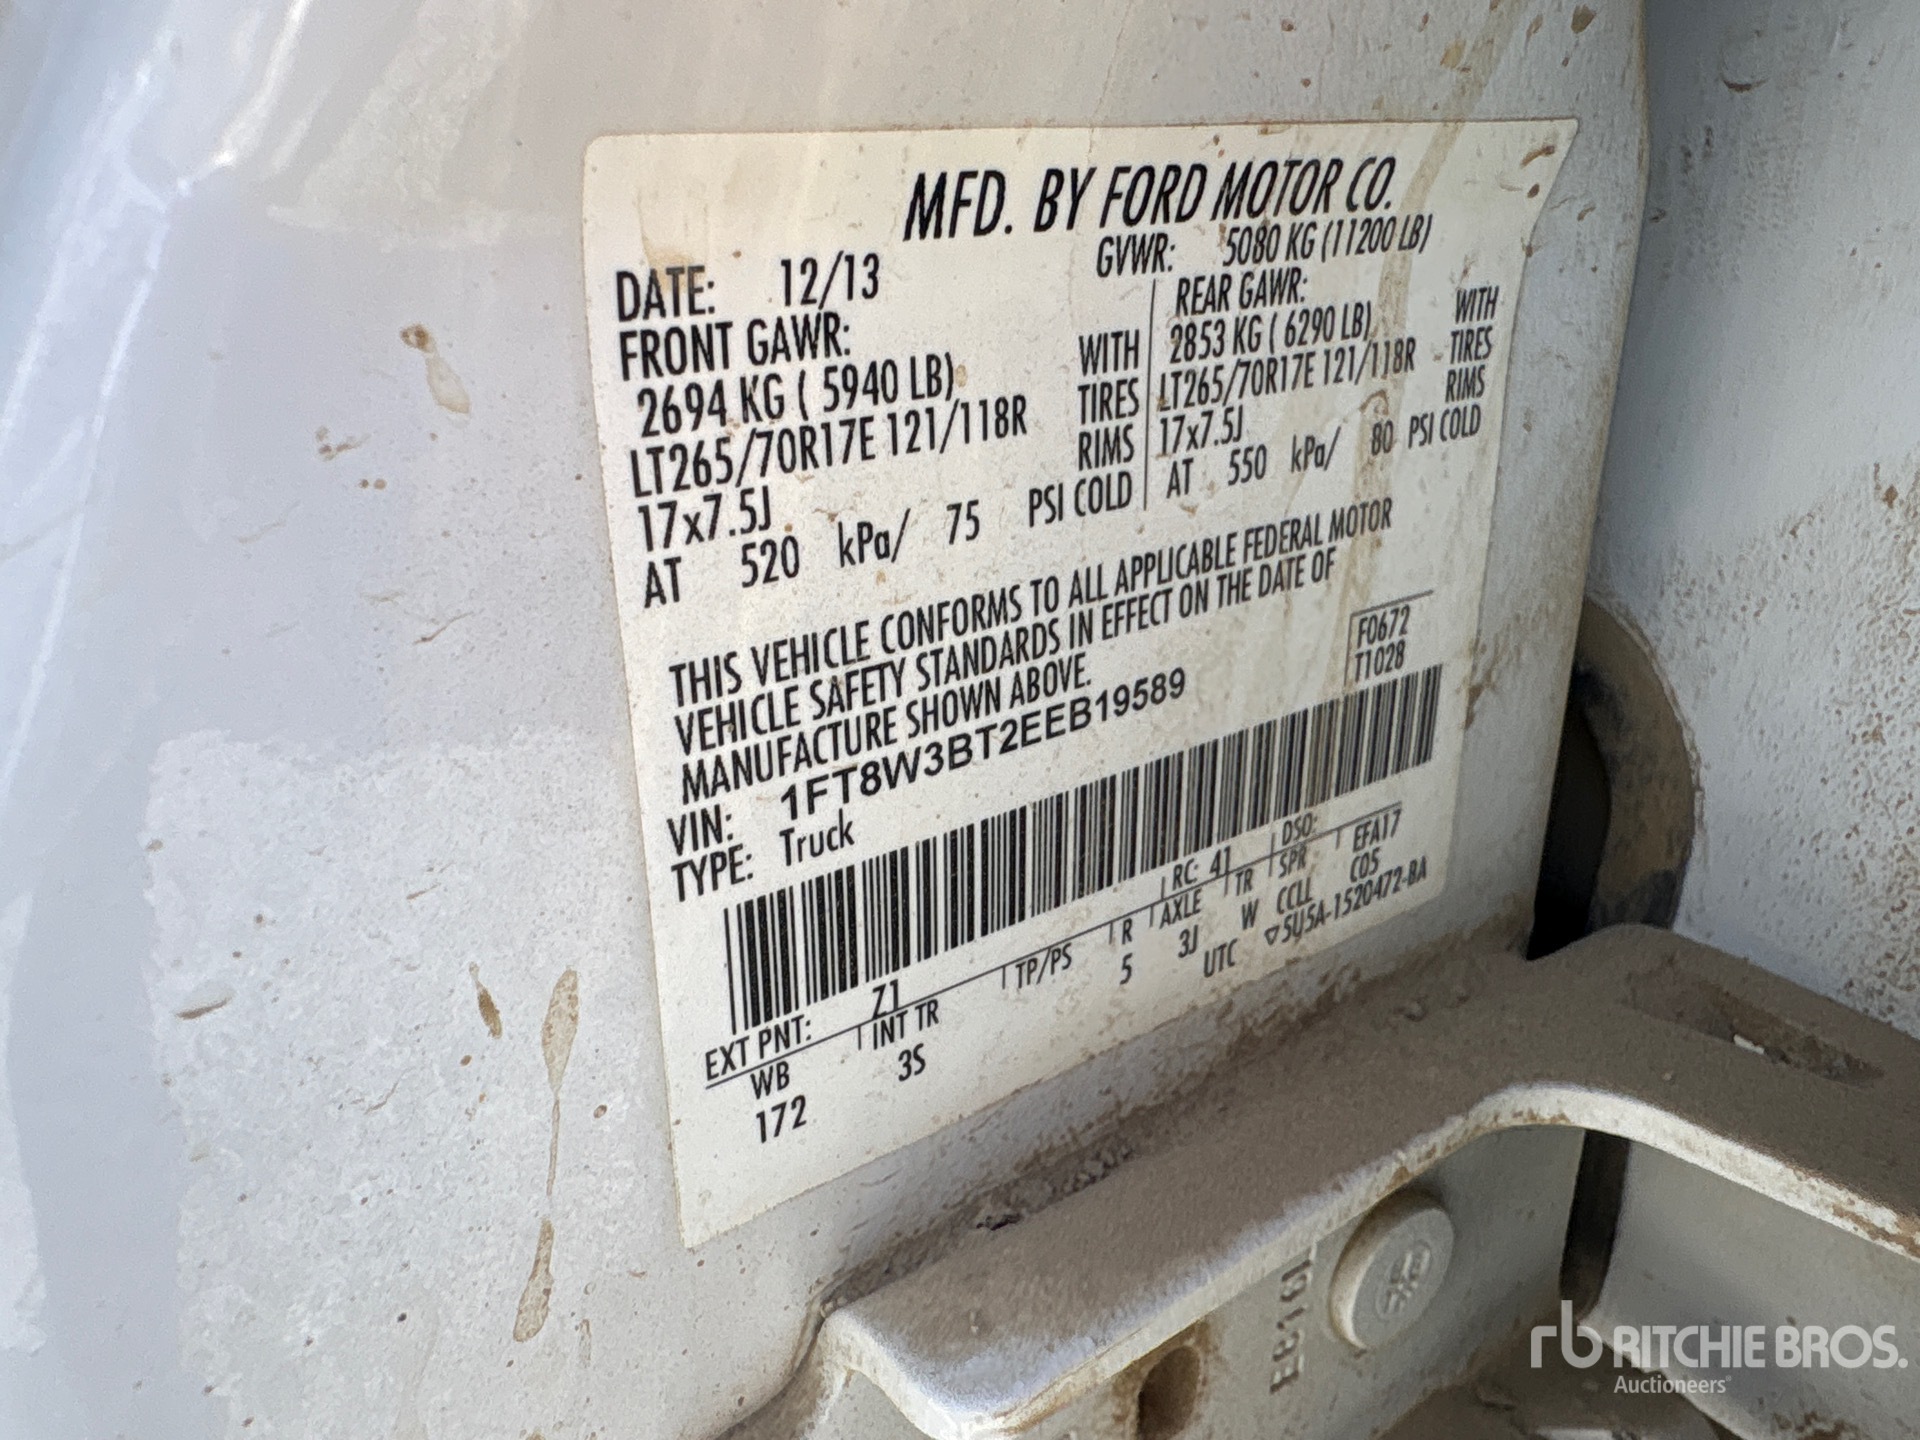 MFD. BY FORD MOTOR CO.
DATE: 12/13
GVWR: 5080 KG (11200 LB)
FRONT GAWR:
2694 KG ( 5940 LB) WITH
LT265/70R17E 121/118R TIRES
17x7.5J RIMS
AT 520 kPa/ 75 PSI COLD
REAR GAWR:
2853 KG ( 6290 LB) WITH
LT265/70R17E 121/118R TIRES
17x7.5J RIMS
AT 550 kPa/ 80 PSI COLD
THIS VEHICLE CONFORMS TO ALL APPLICABLE FEDERAL MOTOR
VEHICLE SAFETY STANDARDS IN EFFECT ON THE DATE OF
MANUFACTURE SHOWN ABOVE.
F0672
T1028
VIN: 1FT8W3BT2EEB19589
TYPE: Truck
EXT PNT: Z1 RC: 41 DSO:
WB INT TR TP/PS R AXLE TR SPR EFA17
172 3S 5 3J W CCLL C05
UTC ▽5U5A-1520472-BA
rb RITCHIE BROS.
Auctioneers